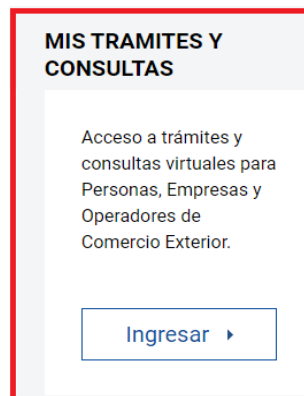 MIS TRAMITES Y
CONSULTAS
Acceso a trámites y
consultas virtuales para
Personas, Empresas y
Operadores de
Comercio Exterior.
Ingresar